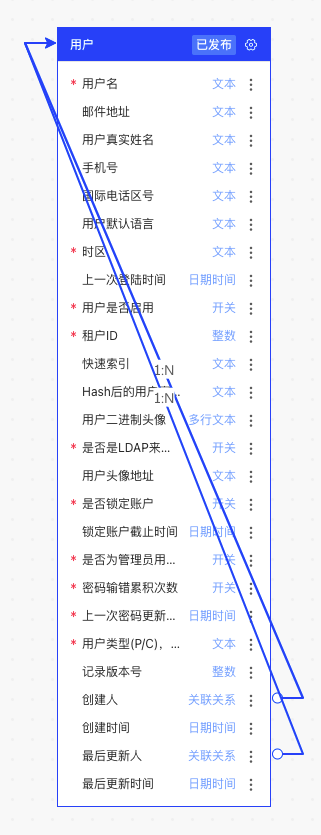 用户 已发布
* 用户名 文本
邮件地址 文本
用户真实姓名 文本
手机号 文本
国际电话区号 文本
用户默认语言 文本
* 时区 文本
上一次登陆时间 日期时间
* 用户是否启用 开关
* 租户ID 整数
快速索引 文本
1:N
Hash后的用户 文本
1:N
用户二进制头像 多行文本
* 是否是LDAP来... 开关
用户头像地址 文本
* 是否锁定账户 开关
锁定账户截止时间 日期时间
* 是否为管理员用... 开关
* 密码输错累积次数 开关
* 上一次密码更新... 日期时间
* 用户类型(P/C)，... 文本
记录版本号 整数
创建人 关联关系
创建时间 日期时间
最后更新人 关联关系
最后更新时间 日期时间